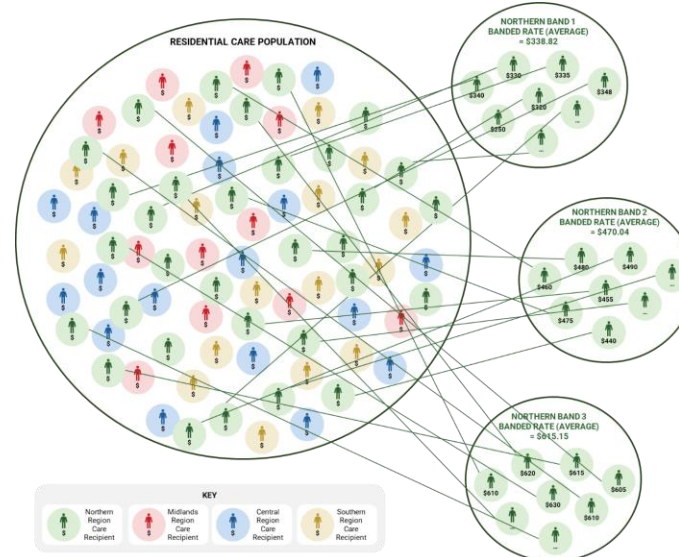 RESIDENTIAL CARE POPULATION
NORTHERN BAND 1
BANDED RATE (AVERAGE)
= $338.82
$340
$330
$335
$348
$320
$250
...
...
NORTHERN BAND 2
BANDED RATE (AVERAGE)
= $470.04
$460
$480
$490
...
$455
...
$475
$440
NORTHERN BAND 3
BANDED RATE (AVERAGE)
= $615.15
$610
$620
$615
$605
$630
$610
...
...
KEY
$
Northern
Region
Care
Recipient
$
Midlands
Region
Care
Recipient
$
Central
Region
Care
Recipient
$
Southern
Region
Care
Recipient